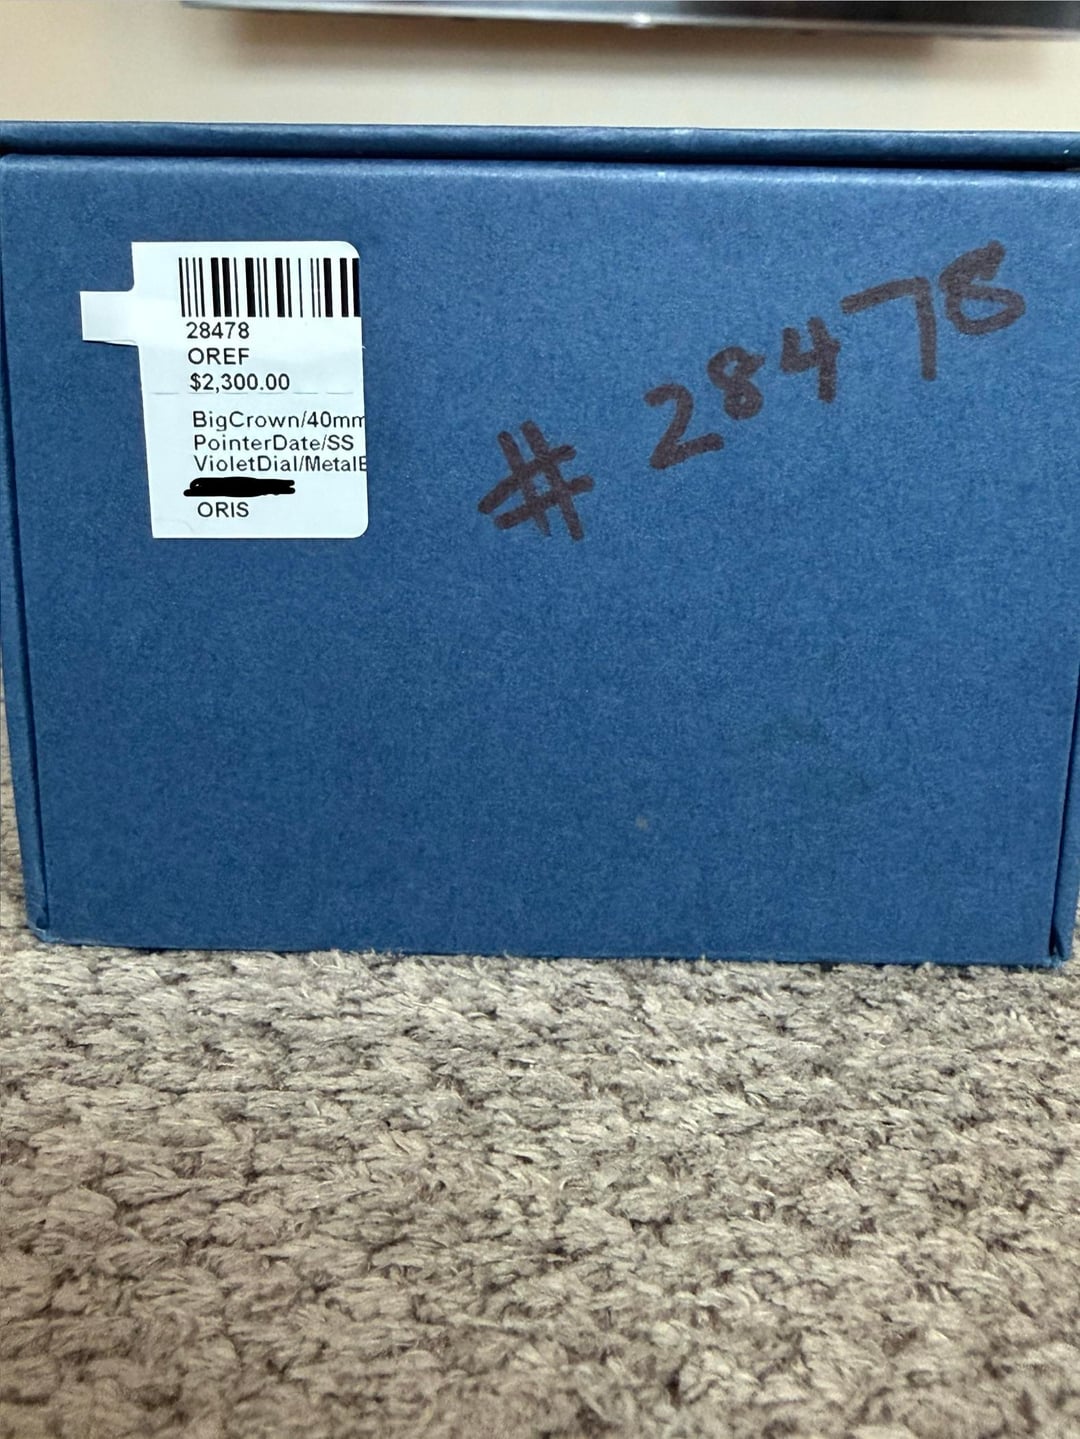 28478
OREF
$2,300.00
BigCrown/40mm
PointerDate/SS
VioletDial/MetalB
ORIS
# 28478